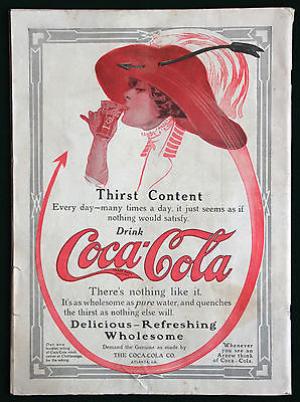 Thirst Content
Every day—many times a day, it just seems as if
nothing would satisfy.
Drink
Coca-Cola
There's nothing like it.
It's as wholesome as pure water, and quenches
the thirst as nothing else will.
Delicious—Refreshing
Wholesome
Demand the Genuine as made by
THE COCA-COLA CO.
ATLANTA, GA.
Whenever
you see an
Arrow think
of Coca-Cola.